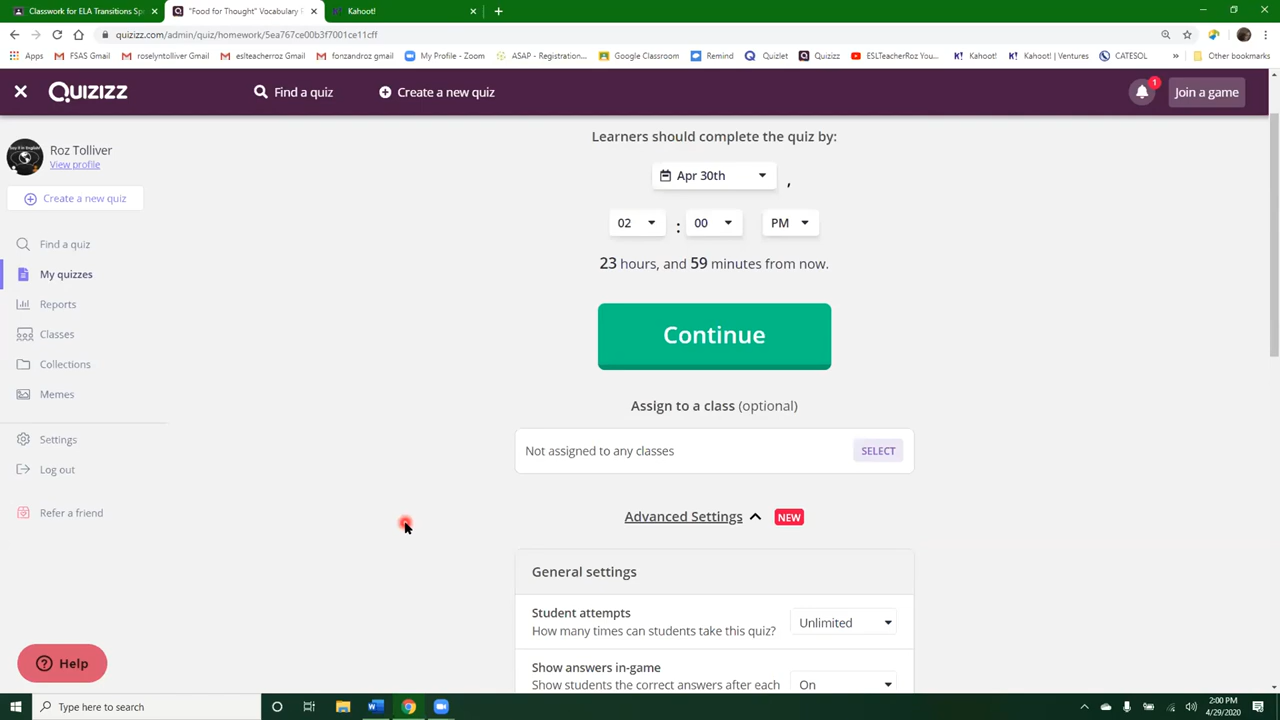 Classwork for ELA Transitions Sp
"Food for Thought" Vocabulary F
Kahoot!
quizizz.com/admin/quiz/homework/5ea767ce00b3f7001ce11cff
Apps
FSAS Gmail
roselyntolliver Gmail
eslteacherroz Gmail
fonzandroz gmail
My Profile - Zoom
ASAP - Registration...
Google Classroom
Remind
Quizlet
Quizizz
ESLTeacherRoz You...
Kahoot!
Kahoot! | Ventures
CATESOL
»
Other bookmarks
QUIZIZZ
Find a quiz
Create a new quiz
1
Join a game
Roz Tolliver
View profile
Create a new quiz
Find a quiz
My quizzes
Reports
Classes
Collections
Memes
Settings
Log out
Refer a friend
Help
Learners should complete the quiz by:
Apr 30th ,
02 : 00 PM
23 hours, and 59 minutes from now.
Continue
Assign to a class (optional)
Not assigned to any classes SELECT
Advanced Settings NEW
General settings
Student attempts
How many times can students take this quiz?
Unlimited
Show answers in-game
Show students the correct answers after each
On
Type here to search
2:00 PM
4/29/2020